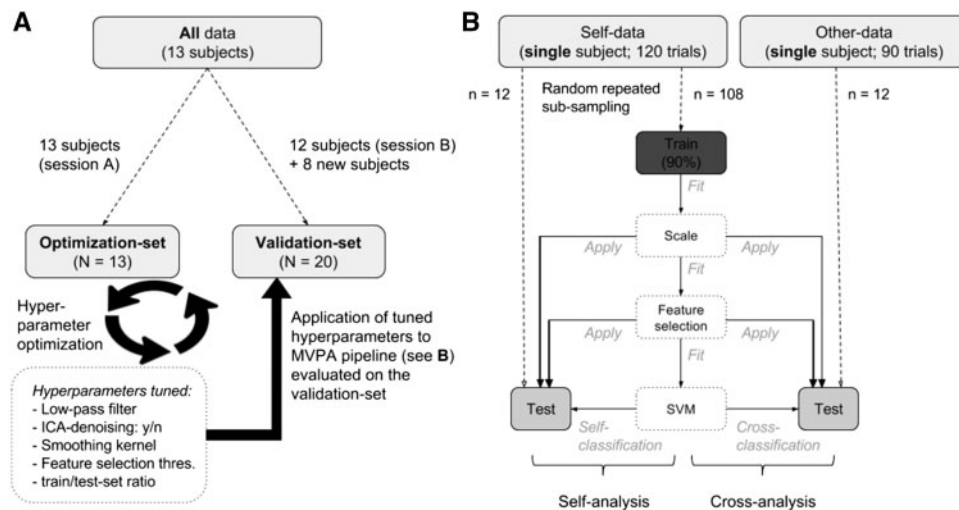 A
All data
(13 subjects)
13 subjects
(session A)
12 subjects (session B)
+ 8 new subjects
Optimization-set
(N = 13)
Validation-set
(N = 20)
Hyper-
parameter
optimization
Application of tuned
hyperparameters to
MVPA pipeline (see B)
evaluated on the
validation-set
Hyperparameters tuned:
- Low-pass filter
- ICA-denoising: y/n
- Smoothing kernel
- Feature selection thres.
- train/test-set ratio
B
Self-data
(single subject; 120 trials)
Other-data
(single subject; 90 trials)
n = 12
Random repeated
sub-sampling
n = 108
n = 12
Train
(90%)
Fit
Scale
Apply
Apply
Fit
Feature
selection
Apply
Apply
Fit
Test
SVM
Test
Self-
classification
Cross-
classification
Self-analysis
Cross-analysis